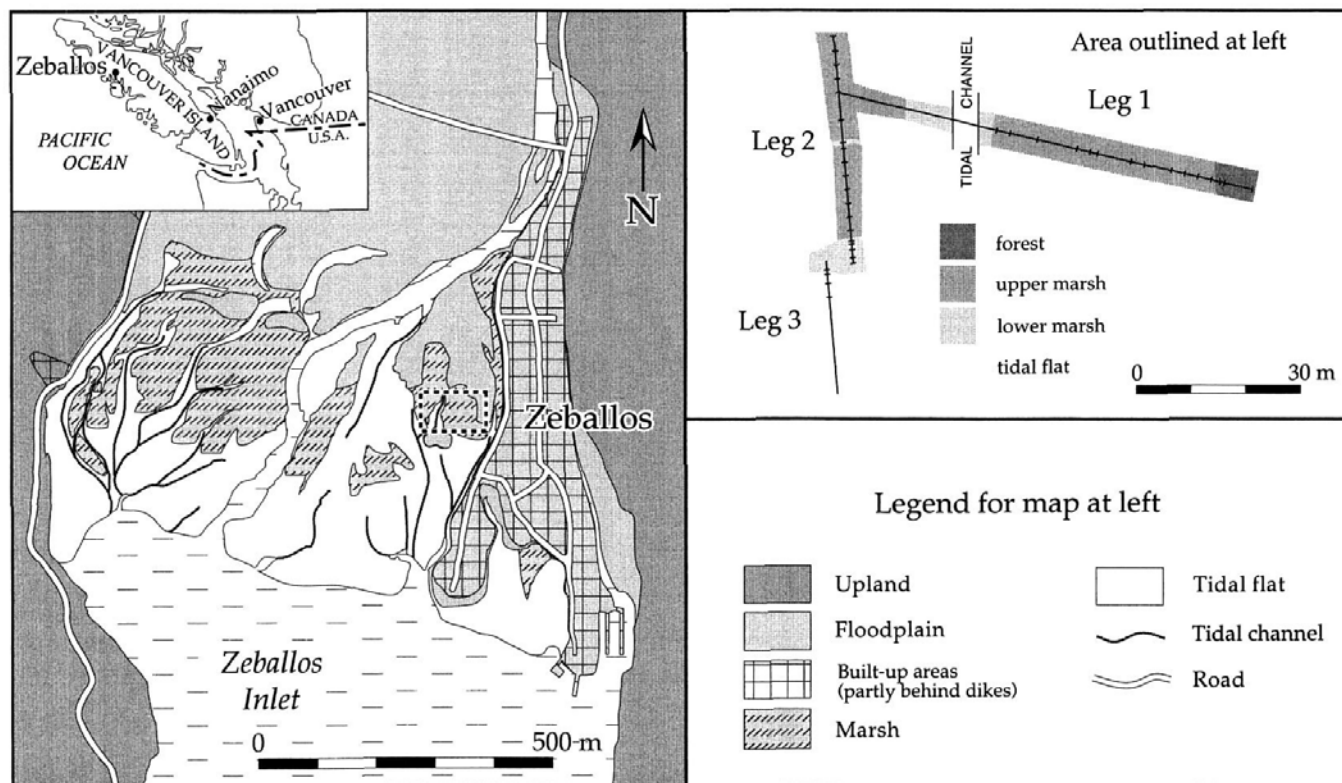 Zeballos
VANCOUVER ISLAND
Nanaimo
Vancouver
CANADA
U.S.A.
PACIFIC
OCEAN
N
Zeballos
Zeballos
Inlet
0 500 m
Area outlined at left
TIDAL CHANNEL
Leg 1
Leg 2
Leg 3
forest
upper marsh
lower marsh
tidal flat
0 30 m
Legend for map at left
Upland
Floodplain
Built-up areas
(partly behind dikes)
Marsh
Tidal flat
Tidal channel
Road